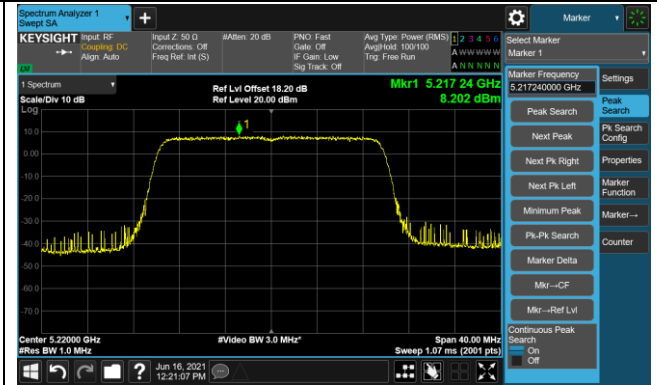 Spectrum Analyzer 1
Swept SA
Marker
KEYSIGHT
Input: RF
Coupling: DC
Align: Auto
Input Z: 50 Ω
Corrections: Off
Freq Ref: Int (S)
#Atten: 20 dB
PNO: Fast
Gate: Off
IF Gain: Low
Sig Track: Off
Avg Type: Power (RMS)
Avg|Hold: 100/100
Trig: Free Run
1 2 3 4 5 6
A W W W W W
A N N N N N
LV
Select Marker
Marker 1
1 Spectrum
Scale/Div 10 dB
Log
Ref Lvl Offset 18.20 dB
Ref Level 20.00 dBm
Mkr1 5.217 24 GHz
8.202 dBm
1
10.0
0.00
-10.0
-20.0
-30.0
-40.0
-50.0
-60.0
-70.0
Center 5.22000 GHz
#Res BW 1.0 MHz
#Video BW 3.0 MHz*
Span 40.00 MHz
Sweep 1.07 ms (2001 pts)
Marker Frequency
5.217240000 GHz
Peak Search
Next Peak
Next Pk Right
Next Pk Left
Minimum Peak
Pk-Pk Search
Marker Delta
Mkr→CF
Mkr→Ref Lvl
Continuous Peak
Search
On
Off
Settings
Peak
Search
Pk Search
Config
Properties
Marker
Function
Marker→
Counter
Jun 16, 2021
12:21:07 PM